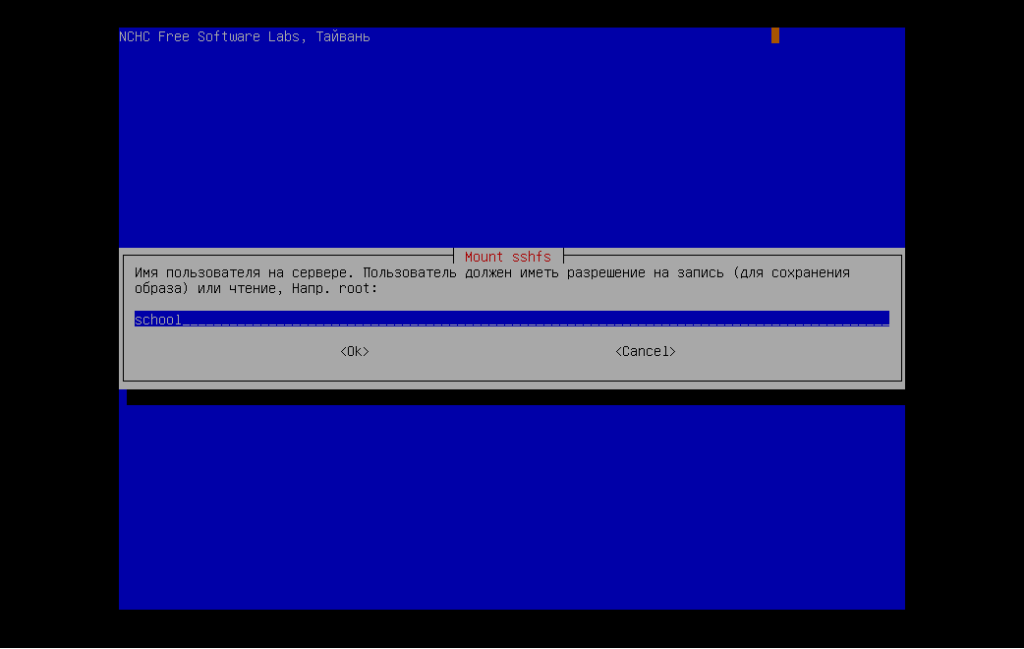 NCHC Free Software Labs, Тайвань
Mount sshfs
Имя пользователя на сервере. Пользователь должен иметь разрешение на запись (для сохранения
образа) или чтение, Напр. root:
school
<Ok> <Cancel>